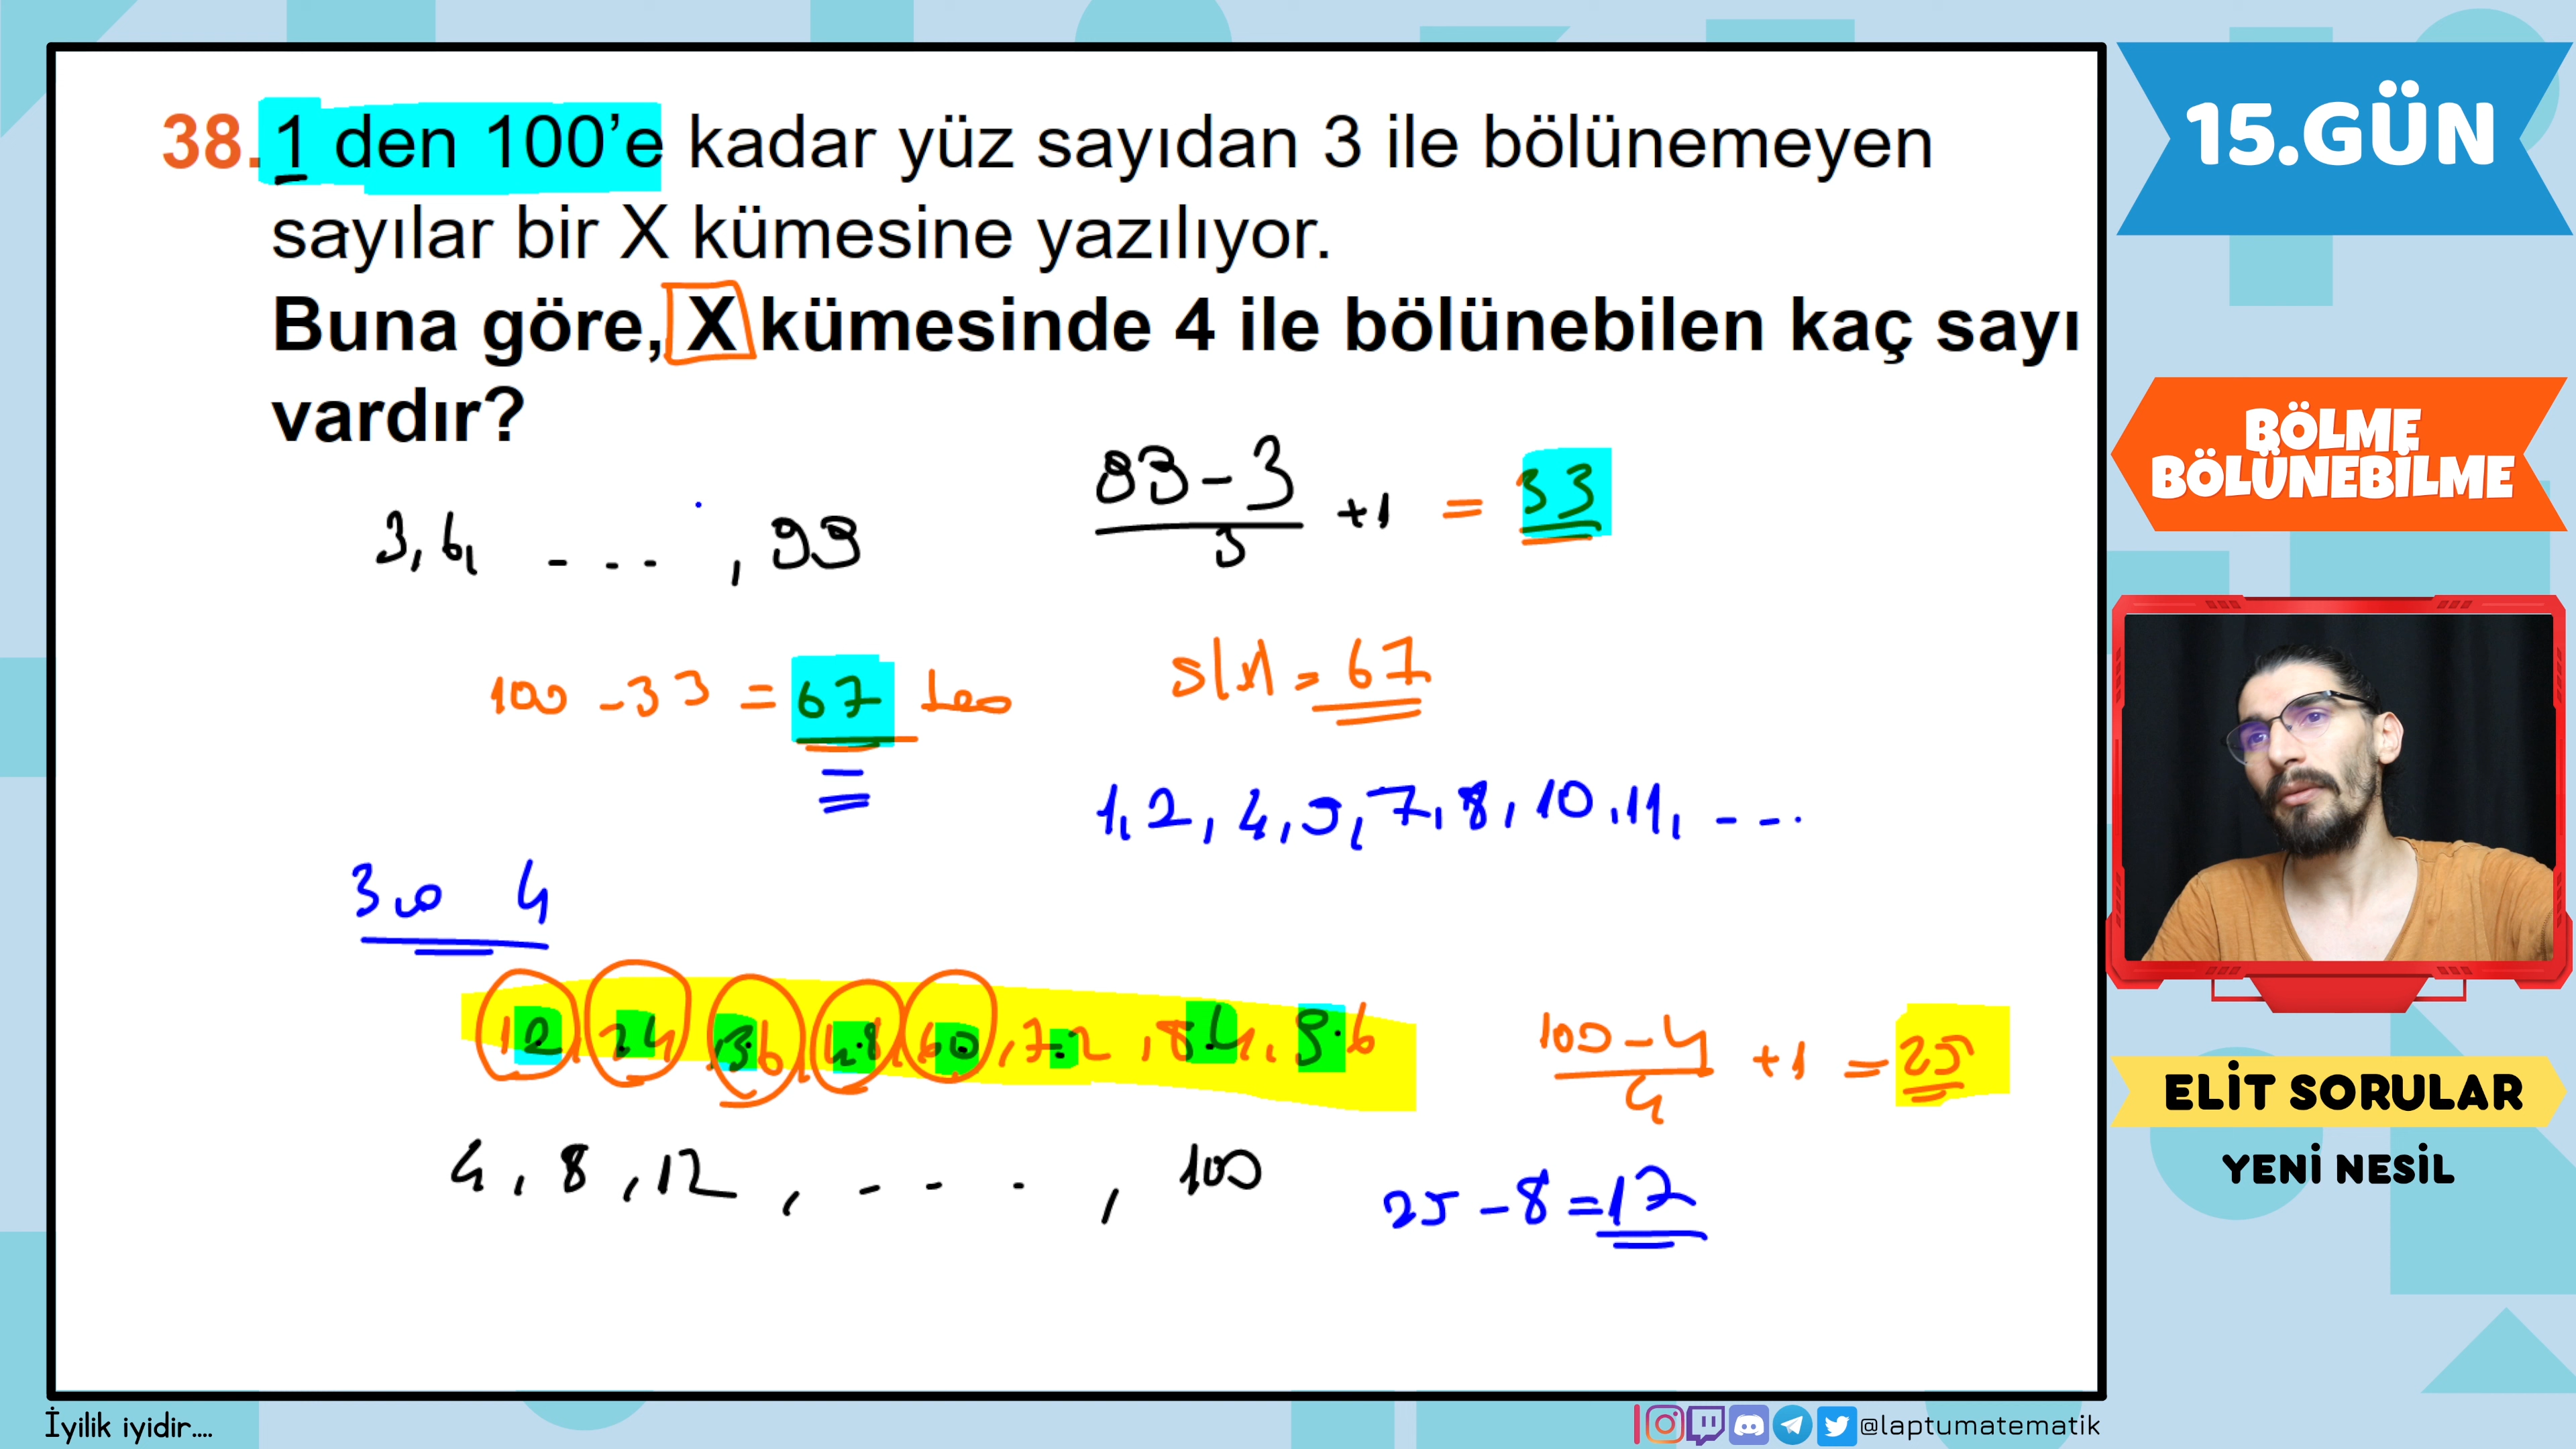 38. 1 den 100'e kadar yüz sayıdan 3 ile bölünemeyen
sayılar bir X kümesine yazılıyor.
Buna göre, X kümesinde 4 ile bölünebilen kaç sayı
vardır?
3, 6, - - - , 99
99 - 3 / 3 + 1 = 33
100 - 33 = 67
s(x) = 67
1, 2, 4, 5, 7, 8, 10, 11, - - -
3 4
12, 24, 36, 48, 60, 72, 84, 96
100 - 4 / 4 + 1 = 25
4, 8, 12, - - - , 100
25 - 8 = 17
15.GÜN
BÖLME
BÖLÜNEBİLME
ELİT SORULAR
YENİ NESİL
İyilik iyidir....
@laptumatematik